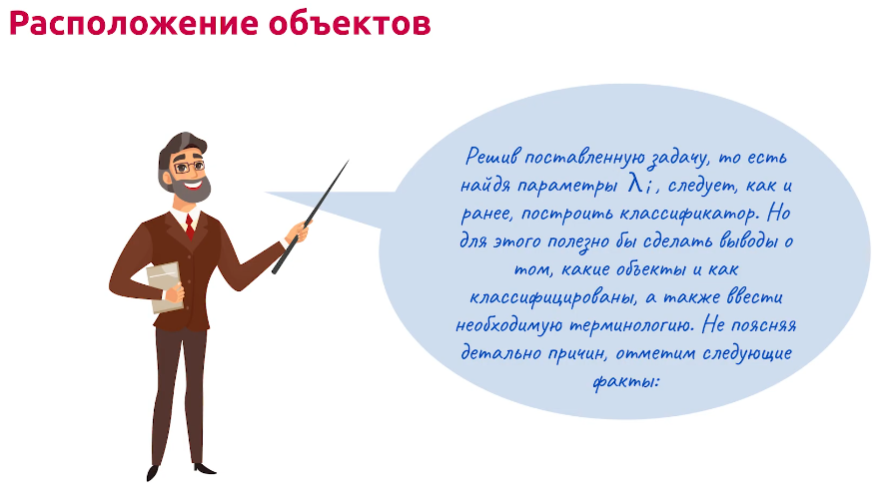 Расположение объектов
Решив поставленную задачу, то есть
найдя параметры λi, следует, как и
ранее, построить классификатор. Но
для этого полезно бы сделать выводы о
том, какие объекты и как
классифицированы, а также ввести
необходимую терминологию. Не поясняя
детально причин, отметим следующие
факты: